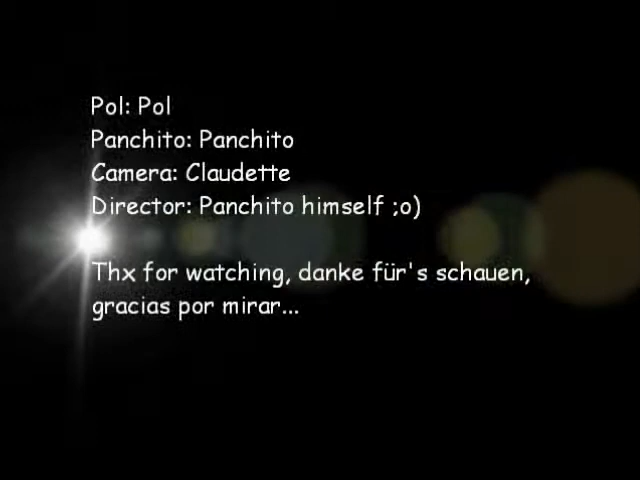 Pol: Pol
Panchito: Panchito
Camera: Claudette
Director: Panchito himself ;o)
Thx for watching, danke für's schauen,
gracias por mirar...